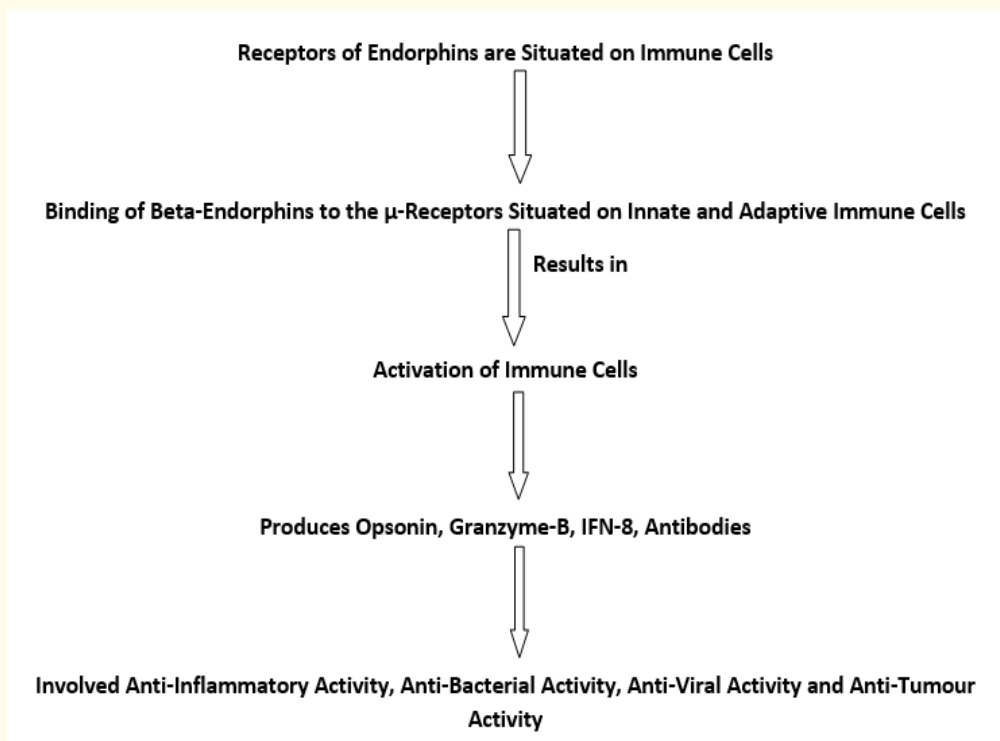 Receptors of Endorphins are Situated on Immune Cells
Binding of Beta-Endorphins to the μ-Receptors Situated on Innate and Adaptive Immune Cells
Results in
Activation of Immune Cells
Produces Opsonin, Granzyme-B, IFN-8, Antibodies
Involved Anti-Inflammatory Activity, Anti-Bacterial Activity, Anti-Viral Activity and Anti-Tumour
Activity